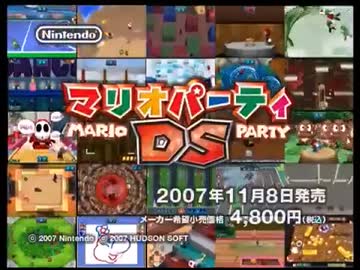 Nintendo
マリオパーティ
MARIO DS PARTY
2007年11月8日発売
メーカー希望小売価格 4,800円(税込)
© 2007 Nintendo © 2007 HUDSON SOFT